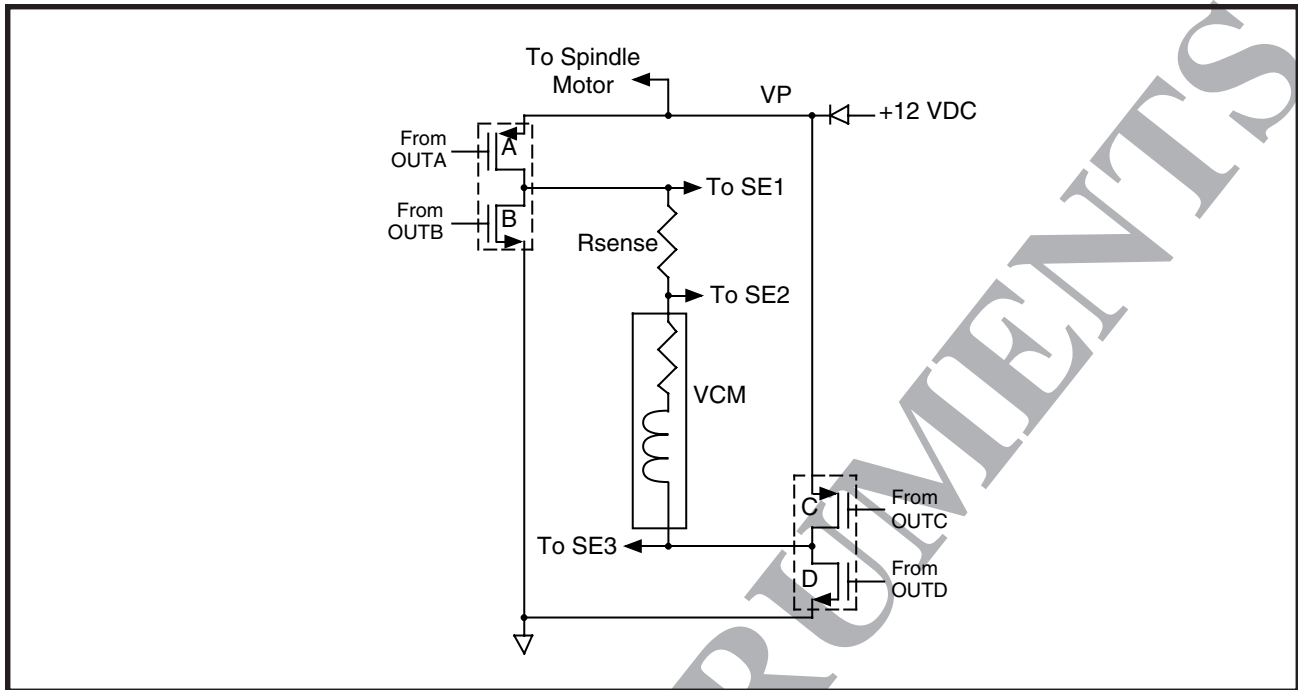 To Spindle
Motor
VP
+12 VDC
From
OUTA
A
To SE1
From
OUTB
B
Rsense
To SE2
VCM
C
From
OUTC
To SE3
D
From
OUTD
RUMENTS